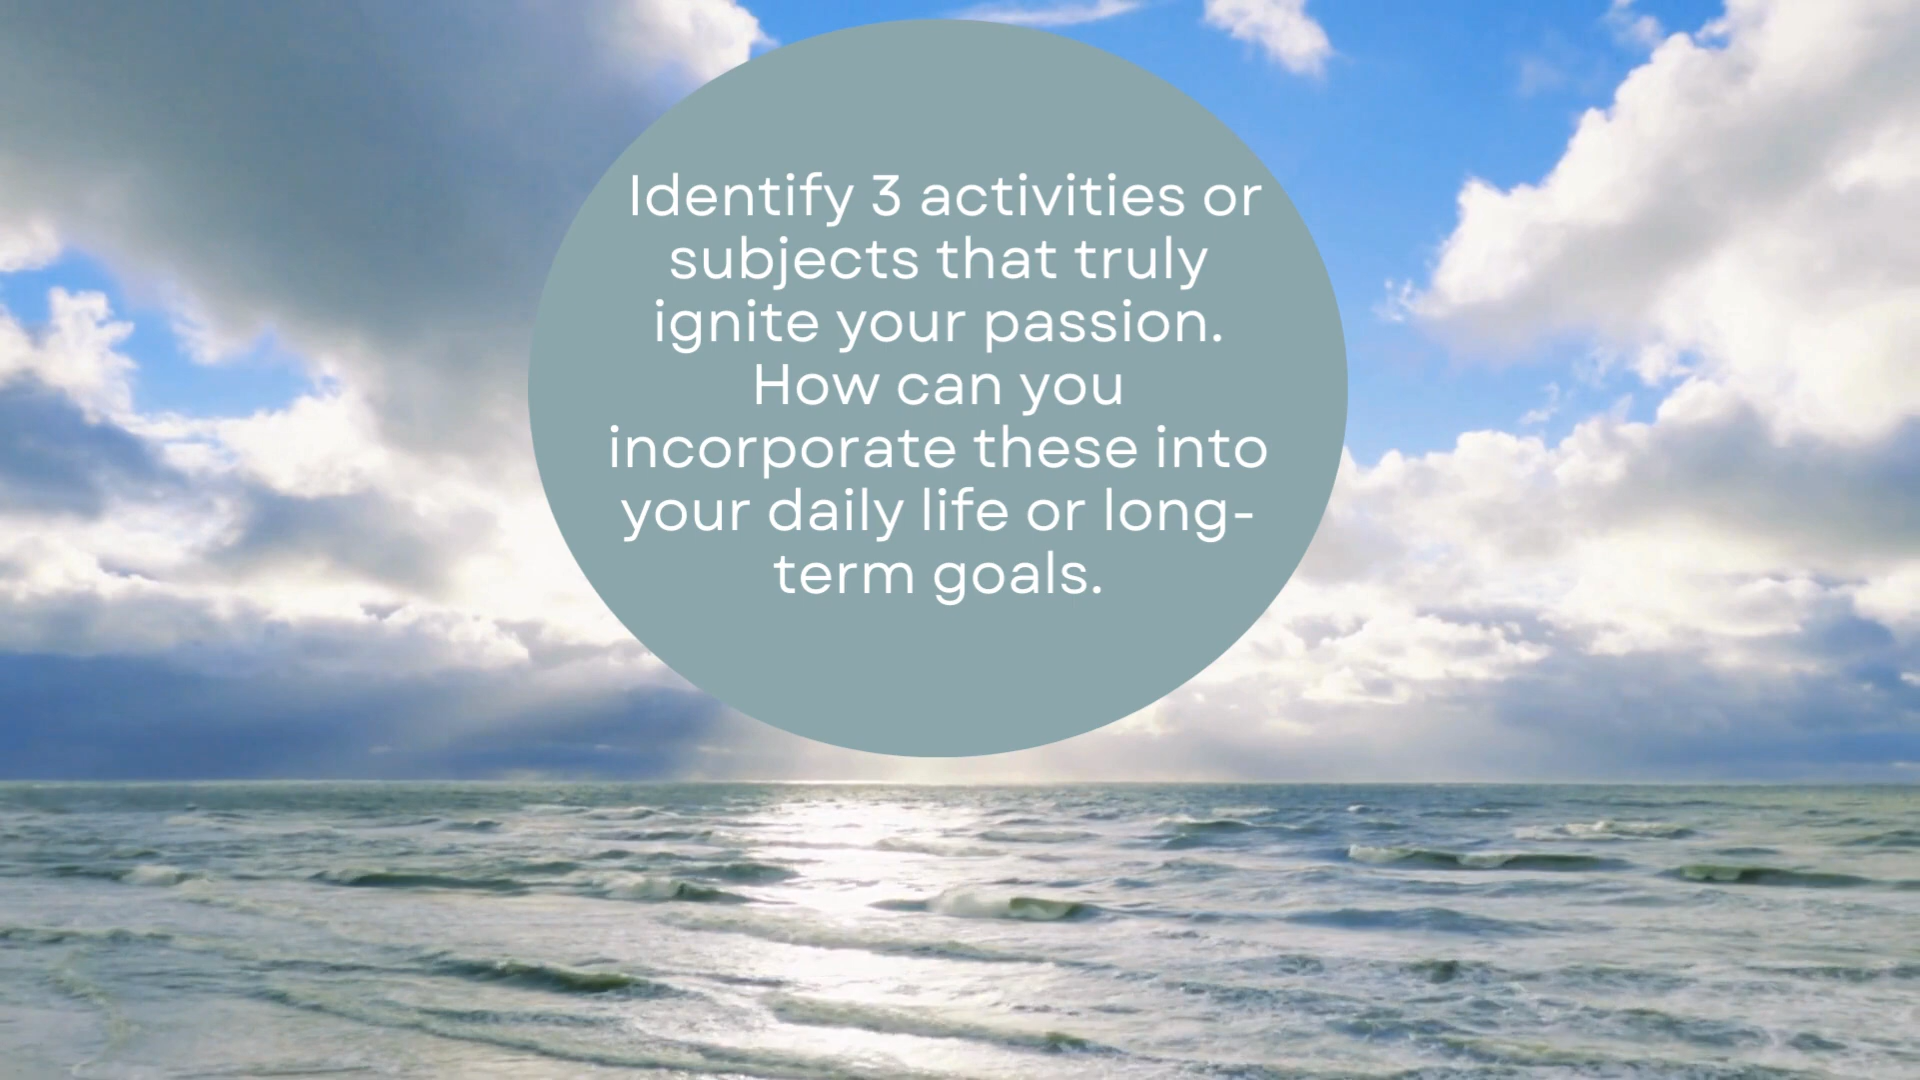 Identify 3 activities or
subjects that truly
ignite your passion.
How can you
incorporate these into
your daily life or long-
term goals.